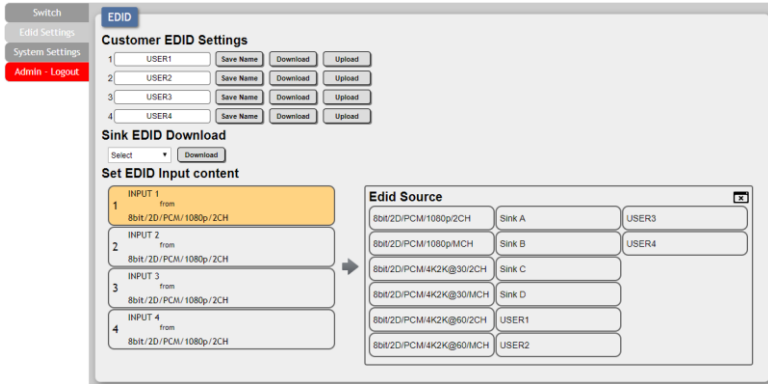 Switch
Edid Settings
System Settings
Admin - Logout
EDID
Customer EDID Settings
1 USER1 Save Name Download Upload
2 USER2 Save Name Download Upload
3 USER3 Save Name Download Upload
4 USER4 Save Name Download Upload
Sink EDID Download
Select Download
Set EDID Input content
INPUT 1
1 from
8bit/2D/PCM/1080p/2CH
INPUT 2
2 from
8bit/2D/PCM/1080p/2CH
INPUT 3
3 from
8bit/2D/PCM/1080p/2CH
INPUT 4
4 from
8bit/2D/PCM/1080p/2CH
Edid Source
8bit/2D/PCM/1080p/2CH Sink A USER3
8bit/2D/PCM/1080p/MCH Sink B USER4
8bit/2D/PCM/4K2K@30/2CH Sink C
8bit/2D/PCM/4K2K@30/MCH Sink D
8bit/2D/PCM/4K2K@60/2CH USER1
8bit/2D/PCM/4K2K@60/MCH USER2